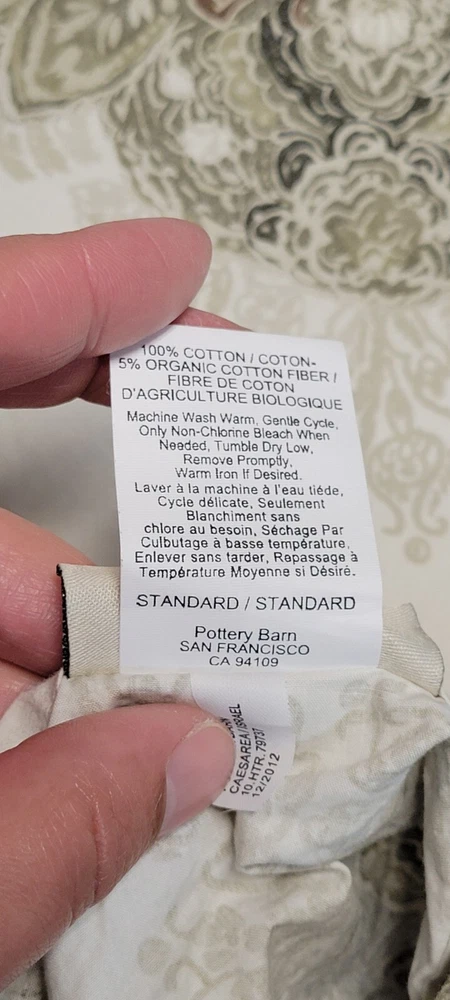 100% COTTON / COTON-
5% ORGANIC COTTON FIBER /
FIBRE DE COTON
D'AGRICULTURE BIOLOGIQUE
Machine Wash Warm, Gentle Cycle,
Only Non-Chlorine Bleach When
Needed, Tumble Dry Low,
Remove Promptly,
Warm Iron If Desired.
Laver à la machine à l'eau tiéde,
Cycle délicate, Seulement
Blanchiment sans
chlore au besoin, Séchage Par
Culbutage à basse température,
Enlever sans tarder, Repassage à
Température Moyenne si Désiré.
STANDARD / STANDARD
Pottery Barn
SAN FRANCISCO
CA 94109
CAESAREA/ISRAEL
10.HTR.79737
12/2012